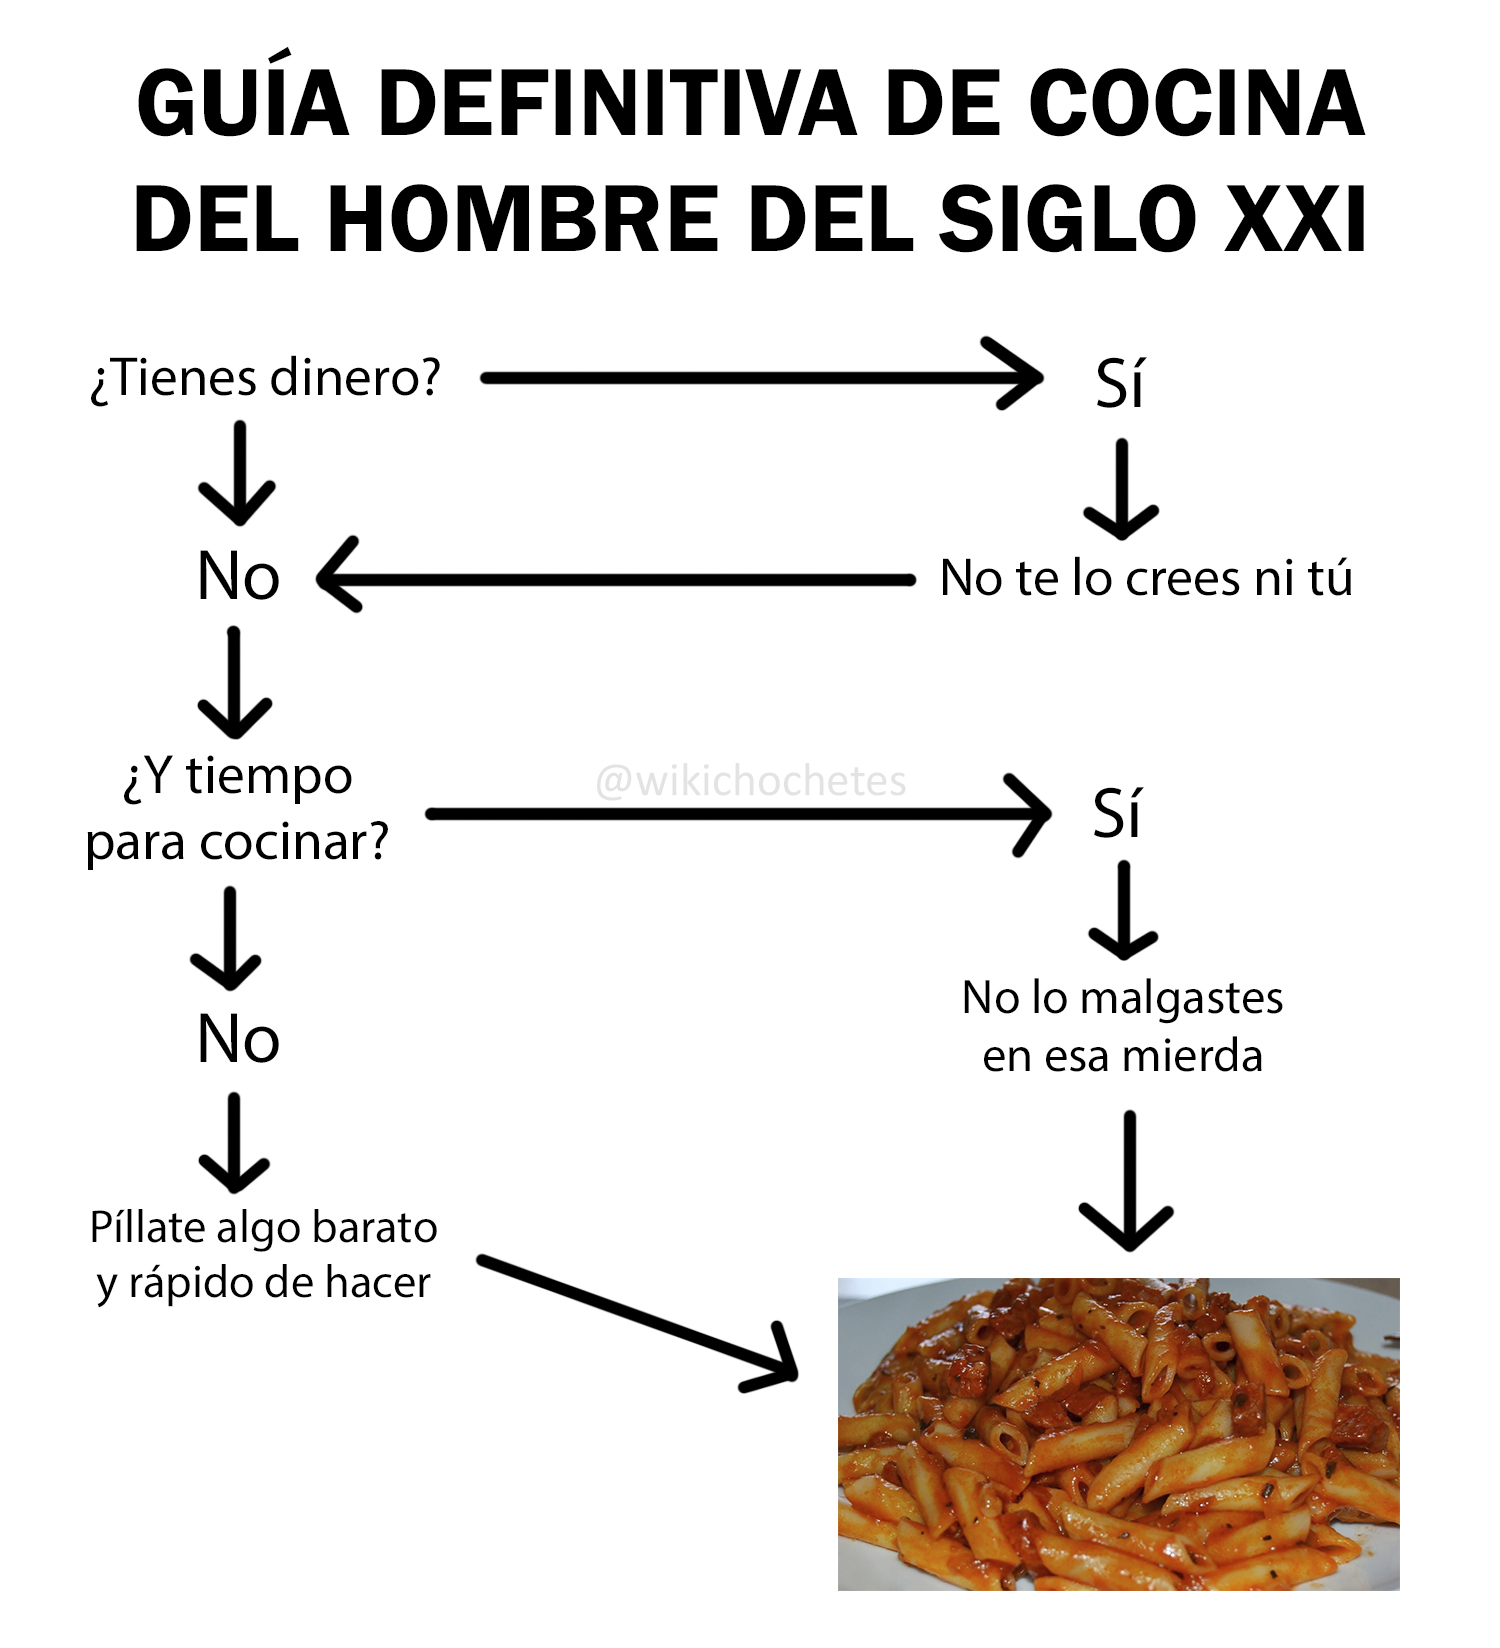 GUÍA DEFINITIVA DE COCINA
DEL HOMBRE DEL SIGLO XXI
¿Tienes dinero?
Sí
No
No te lo crees ni tú
¿Y tiempo
para cocinar?
@wikichochetes
Sí
No
No lo malgastes
en esa mierda
Píllate algo barato
y rápido de hacer